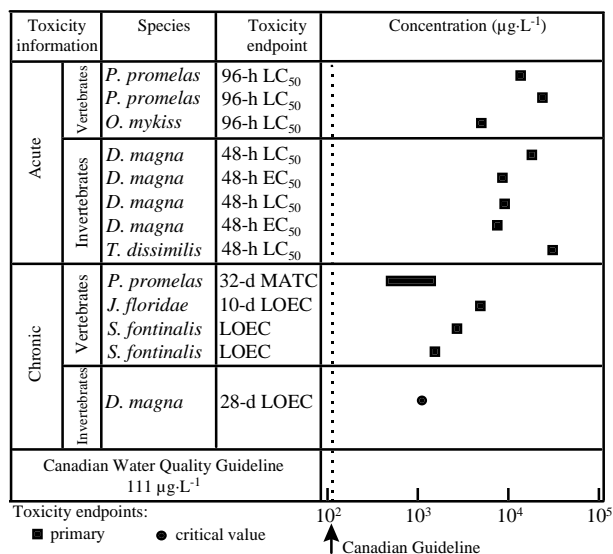 Toxicity information Species Toxicity endpoint Concentration (µg·L⁻¹)
Acute
Vertebrates
P. promelas 96-h LC₅₀
P. promelas 96-h LC₅₀
O. mykiss 96-h LC₅₀
Invertebrates
D. magna 48-h LC₅₀
D. magna 48-h EC₅₀
D. magna 48-h LC₅₀
D. magna 48-h EC₅₀
T. dissimilis 48-h LC₅₀
Chronic
Vertebrates
P. promelas 32-d MATC
J. floridae 10-d LOEC
S. fontinalis LOEC
S. fontinalis LOEC
Invertebrates
D. magna 28-d LOEC
Canadian Water Quality Guideline
111 µg·L⁻¹
Toxicity endpoints:
primary critical value
10² 10³ 10⁴ 10⁵
Canadian Guideline